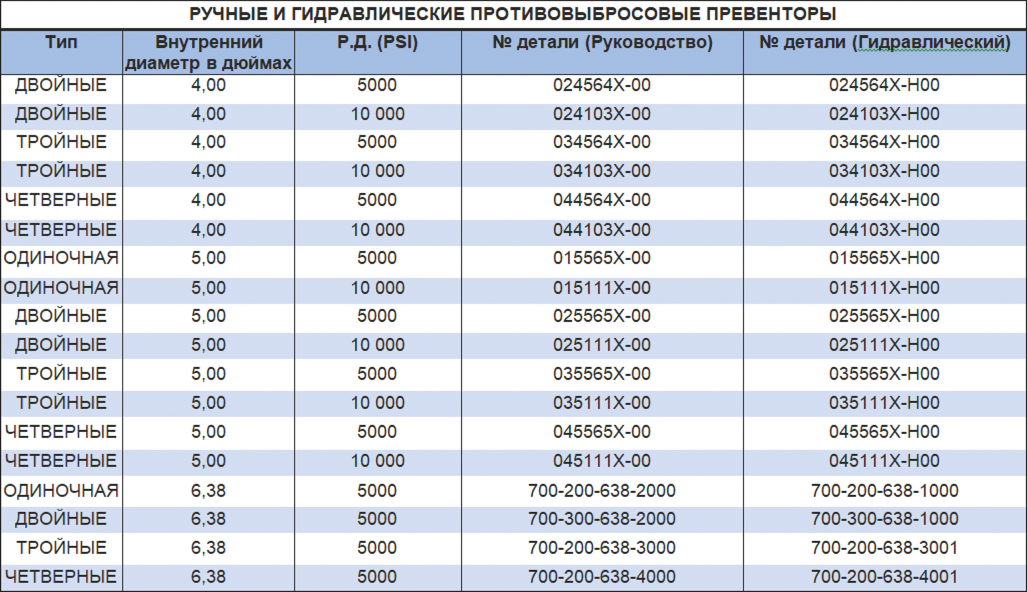 РУЧНЫЕ И ГИДРАВЛИЧЕСКИЕ ПРОТИВОВЫБРОСОВЫЕ ПРЕВЕНТОРЫ
Тип Внутренний диаметр в дюймах Р.Д. (PSI) № детали (Руководство) № детали (Гидравлический)
ДВОЙНЫЕ 4,00 5000 024564X-00 024564X-H00
ДВОЙНЫЕ 4,00 10 000 024103X-00 024103X-H00
ТРОЙНЫЕ 4,00 5000 034564X-00 034564X-H00
ТРОЙНЫЕ 4,00 10 000 034103X-00 034103X-H00
ЧЕТВЕРНЫЕ 4,00 5000 044564X-00 044564X-H00
ЧЕТВЕРНЫЕ 4,00 10 000 044103X-00 044103X-H00
ОДИНОЧНАЯ 5,00 5000 015565X-00 015565X-H00
ОДИНОЧНАЯ 5,00 10 000 015111X-00 015111X-H00
ДВОЙНЫЕ 5,00 5000 025565X-00 025565X-H00
ДВОЙНЫЕ 5,00 10 000 025111X-00 025111X-H00
ТРОЙНЫЕ 5,00 5000 035565X-00 035565X-H00
ТРОЙНЫЕ 5,00 10 000 035111X-00 035111X-H00
ЧЕТВЕРНЫЕ 5,00 5000 045565X-00 045565X-H00
ЧЕТВЕРНЫЕ 5,00 10 000 045111X-00 045111X-H00
ОДИНОЧНАЯ 6,38 5000 700-200-638-2000 700-200-638-1000
ДВОЙНЫЕ 6,38 5000 700-300-638-2000 700-300-638-1000
ТРОЙНЫЕ 6,38 5000 700-200-638-3000 700-200-638-3001
ЧЕТВЕРНЫЕ 6,38 5000 700-200-638-4000 700-200-638-4001